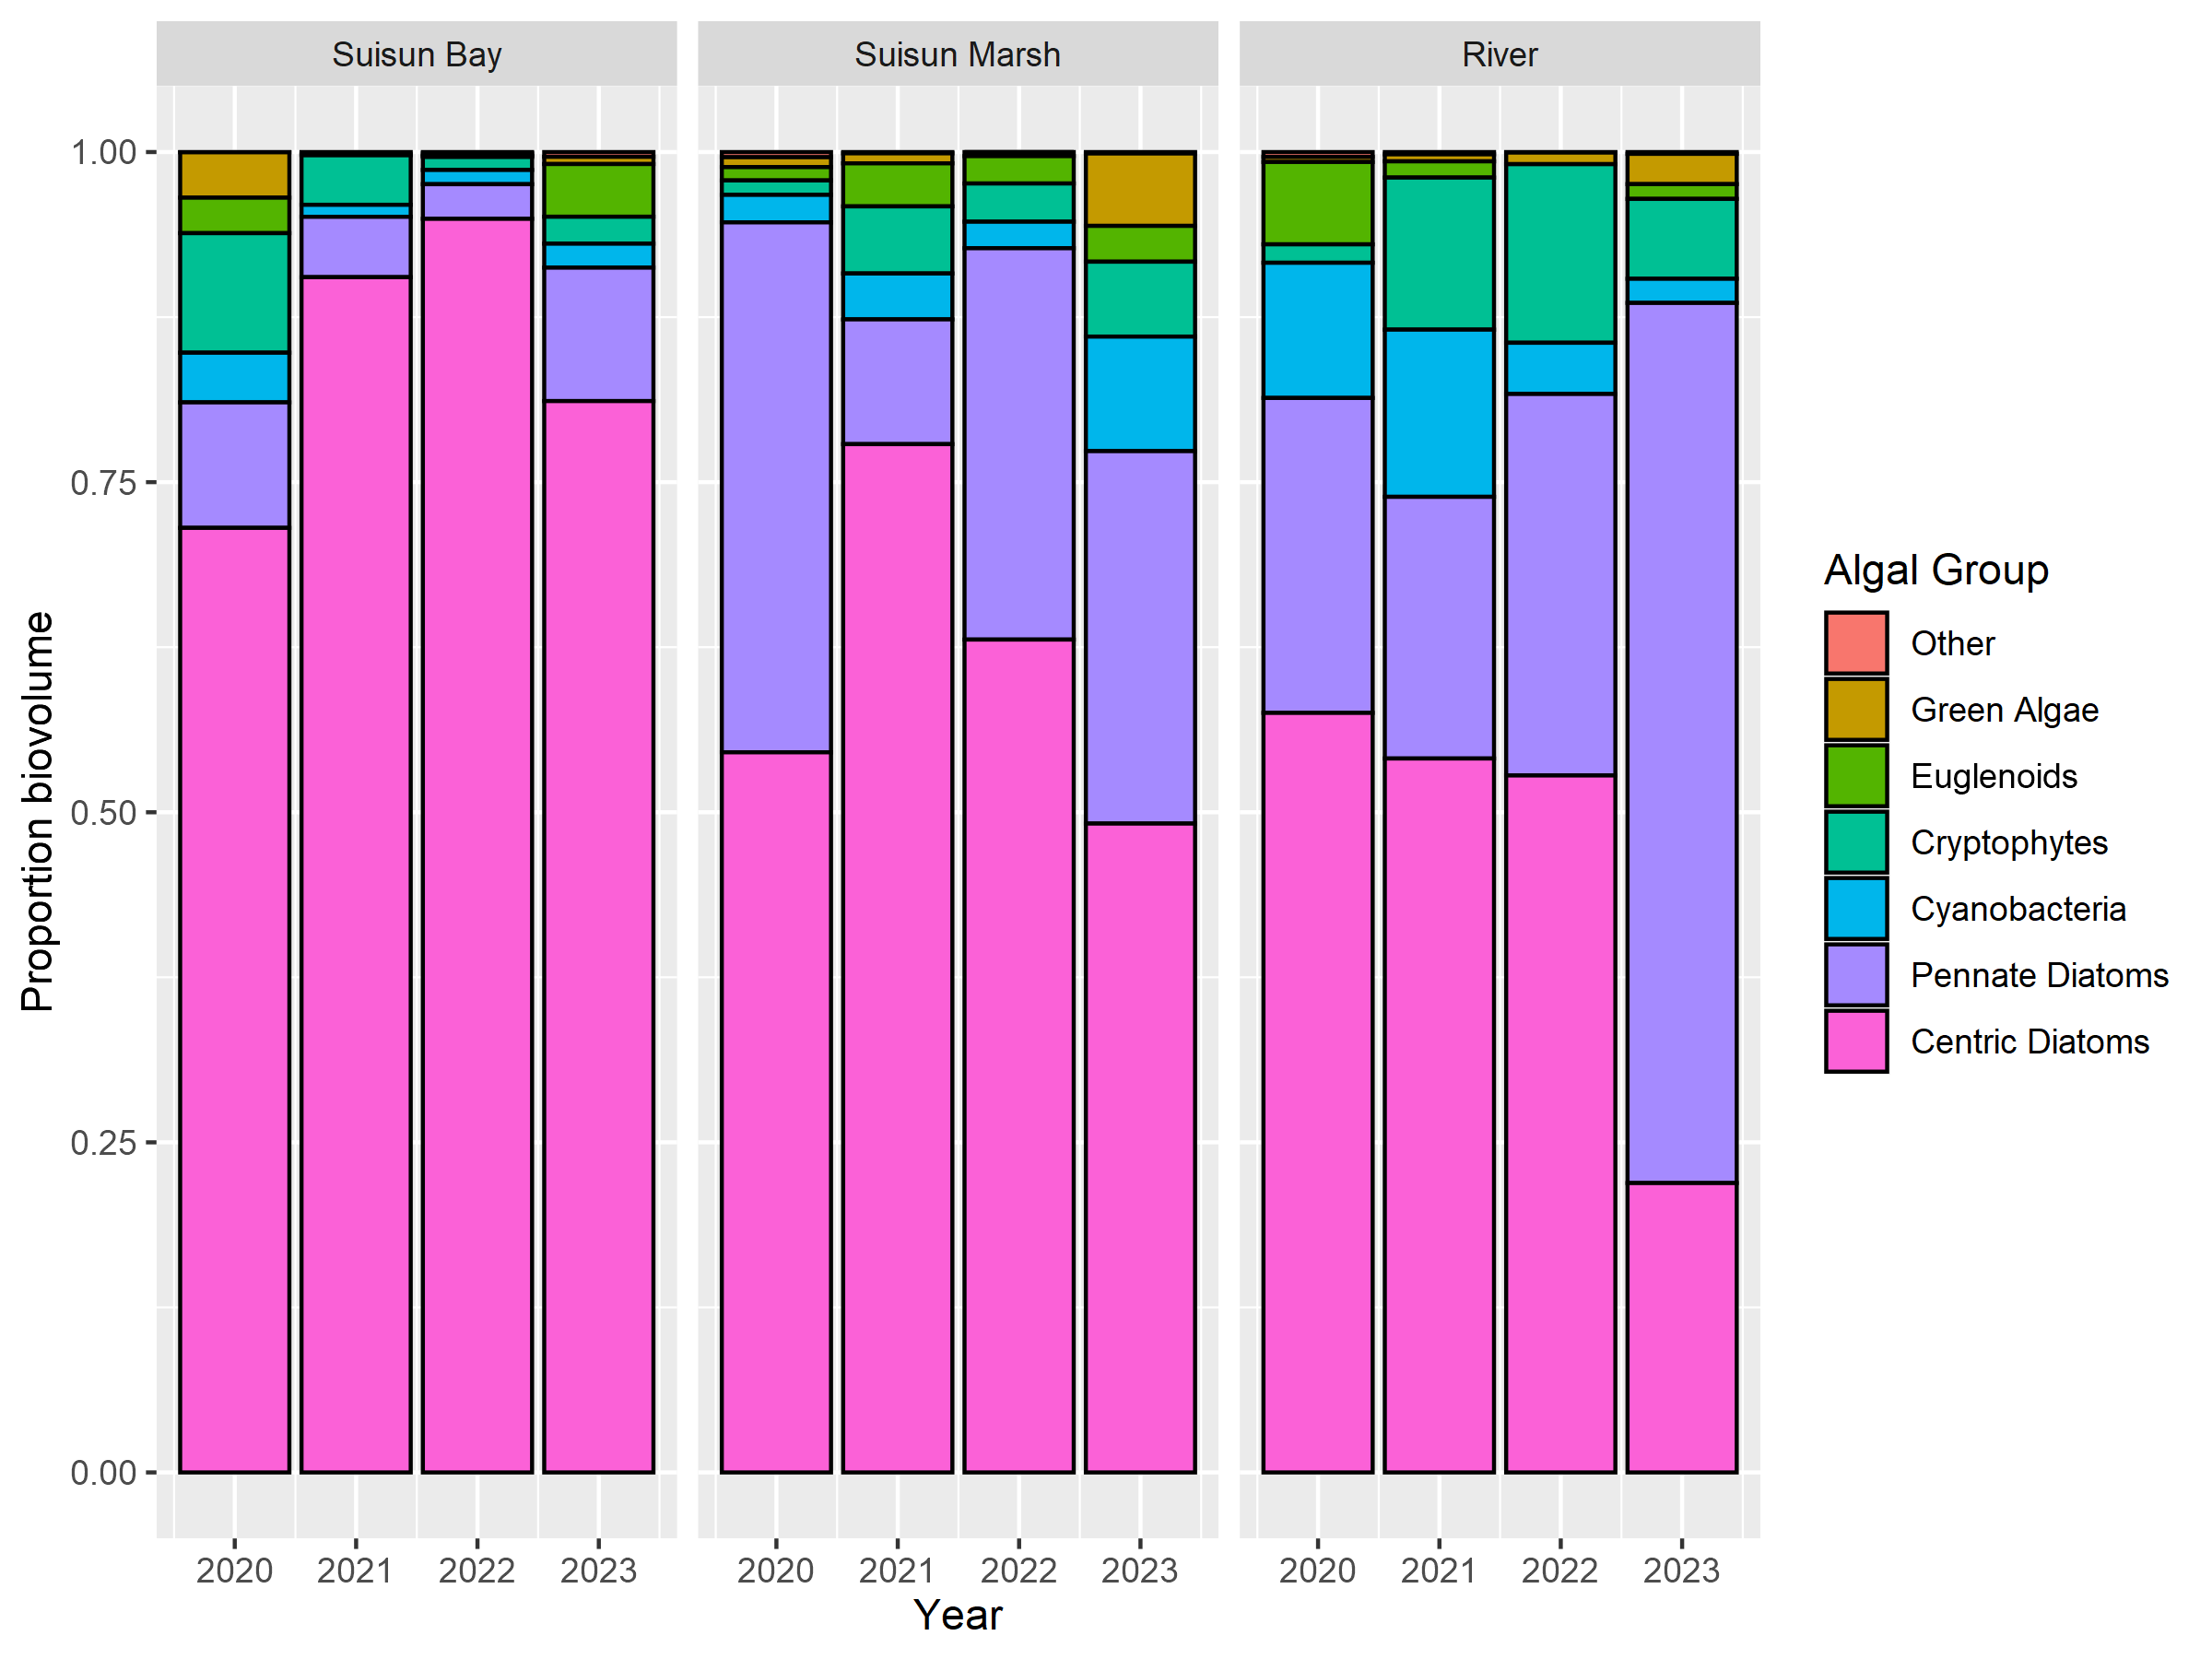 Suisun Bay
Suisun Marsh
River
Proportion biovolume
1.00
0.75
0.50
0.25
0.00
2020 2021 2022 2023
2020 2021 2022 2023
2020 2021 2022 2023
Year
Algal Group
Other
Green Algae
Euglenoids
Cryptophytes
Cyanobacteria
Pennate Diatoms
Centric Diatoms